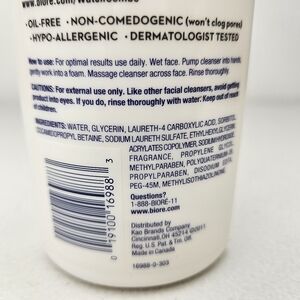 •OIL-FREE •NON-COMEDOGENIC (won't clog pores)
•HYPO-ALLERGENIC •DERMATOLOGIST TESTED
How to use: For optimal results use daily. Wet face. Pump cleanser into hands,
gently work into a foam. Massage cleanser across face. Rinse thoroughly.
CAUTIONS: For external use only. Like other facial cleansers, avoid getting
product into eyes. If you do, rinse thoroughly with water. Keep out of reach
of children.
INGREDIENTS: WATER, GLYCERIN, LAURETH-4 CARBOXYLIC ACID, SORBITOL,
COCAMIDOPROPYL BETAINE, SODIUM LAURETH SULFATE, ETHYLHEXYLGLYCERIN,
ACRYLATES COPOLYMER, SODIUM
FRAGRANCE, PROPYLENE GLYCOL,
METHYLPARABEN, POLYQUATERNIUM
PROPYLPARABEN, DISODIUM EDTA,
PEG-45M, METHYLISOTHIAZOLINONE.
Questions?
1-888-BIORE-11
www.biore.com
Distributed by
Kao Brands Company
Cincinnati, OH 45214 ©2011
Reg. U.S. Pat. & Tm. Off.
Made in Canada
16988-0-303
0 19100 16988 3